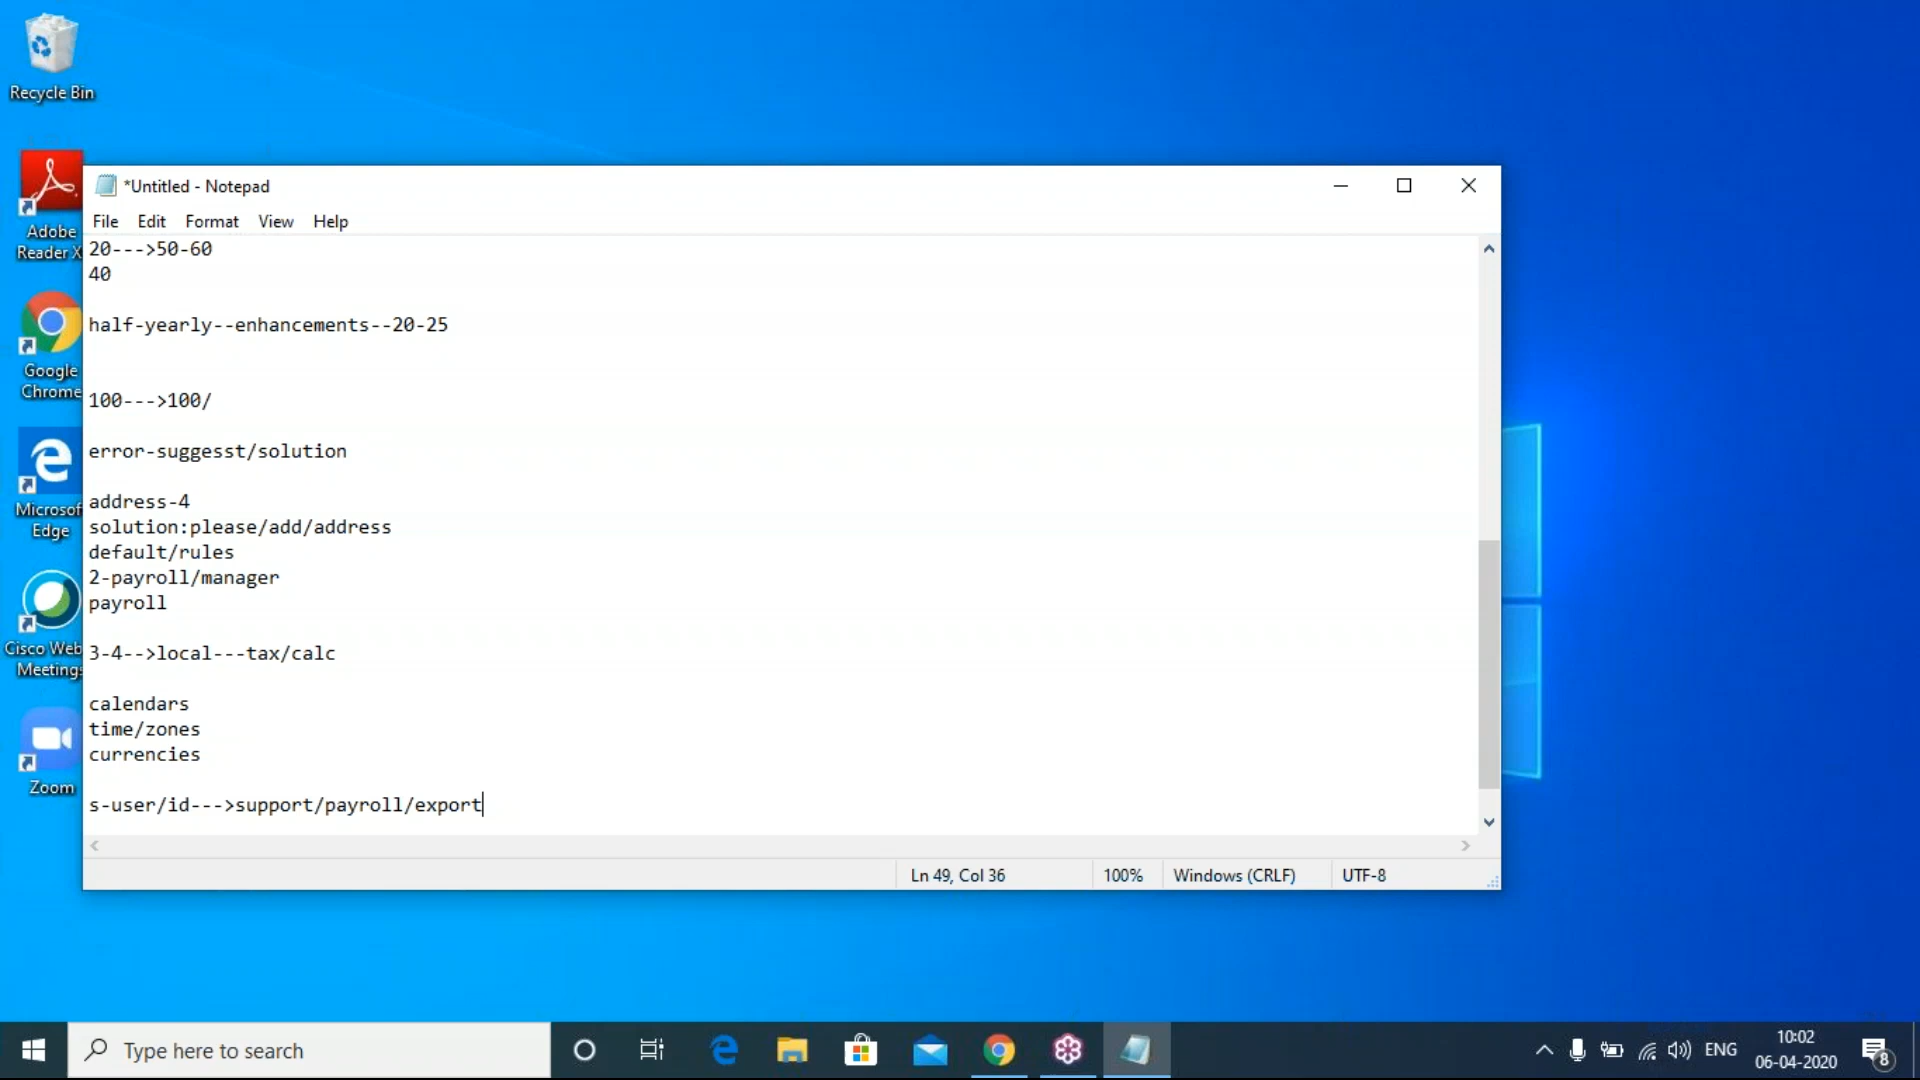 Recycle Bin
Adobe
Reader X
Google
Chrome
Microsof
Edge
Cisco Web
Meetings
Zoom
*Untitled - Notepad
File Edit Format View Help
20--->50-60
40
half-yearly--enhancements--20-25
100--->100/
error-suggesst/solution
address-4
solution:please/add/address
default/rules
2-payroll/manager
payroll
3-4-->local---tax/calc
calendars
time/zones
currencies
s-user/id--->support/payroll/export
Ln 49, Col 36 100% Windows (CRLF) UTF-8
Type here to search
ENG
10:02
06-04-2020
8